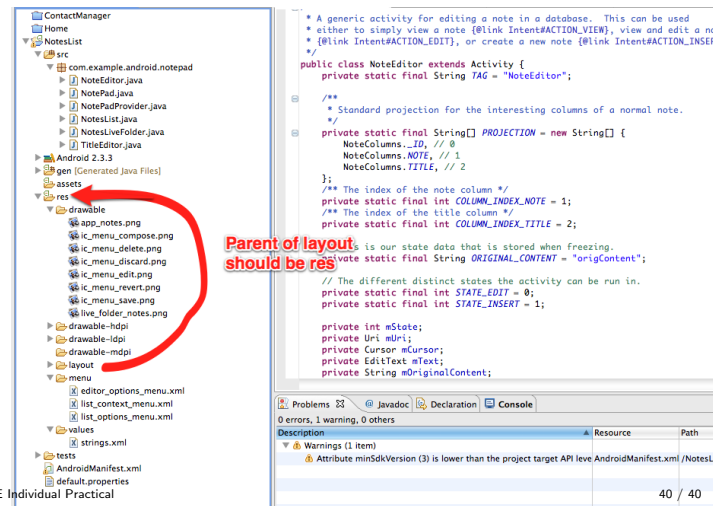 ContactManager
Home
NotesList
src
com.example.android.notepad
NoteEditor.java
NotePad.java
NotePadProvider.java
NotesList.java
NotesLiveFolder.java
TitleEditor.java
Android 2.3.3
gen [Generated Java Files]
assets
res
drawable
app_notes.png
ic_menu_compose.png
ic_menu_delete.png
ic_menu_discard.png
ic_menu_edit.png
ic_menu_revert.png
ic_menu_save.png
live_folder_notes.png
drawable-hdpi
drawable-ldpi
drawable-mdpi
layout
menu
editor_options_menu.xml
list_context_menu.xml
list_options_menu.xml
values
strings.xml
tests
AndroidManifest.xml
default.properties
Parent of layout
should be res
* A generic activity for editing a note in a database.  This can be used
* either to simply view a note {@link Intent#ACTION_VIEW}, view and edit a no
* {@link Intent#ACTION_EDIT}, or create a new note {@link Intent#ACTION_INSER
*/
public class NoteEditor extends Activity {
private static final String TAG = "NoteEditor";
/**
* Standard projection for the interesting columns of a normal note.
*/
private static final String[] PROJECTION = new String[] {
NoteColumns._ID, // 0
NoteColumns.NOTE, // 1
NoteColumns.TITLE, // 2
};
/** The index of the note column */
private static final int COLUMN_INDEX_NOTE = 1;
/** The index of the title column */
private static final int COLUMN_INDEX_TITLE = 2;
s is our state data that is stored when freezing.
private static final String ORIGINAL_CONTENT = "origContent";
// The different distinct states the activity can be run in.
private static final int STATE_EDIT = 0;
private static final int STATE_INSERT = 1;
private int mState;
private Uri mUri;
private Cursor mCursor;
private EditText mText;
private String mOriginalContent;
Problems @ Javadoc Declaration Console
0 errors, 1 warning, 0 others
Description Resource Path
Warnings (1 item)
Attribute minSdkVersion (3) is lower than the project target API leve AndroidManifest.xml /NotesL
E Individual Practical 40 / 40